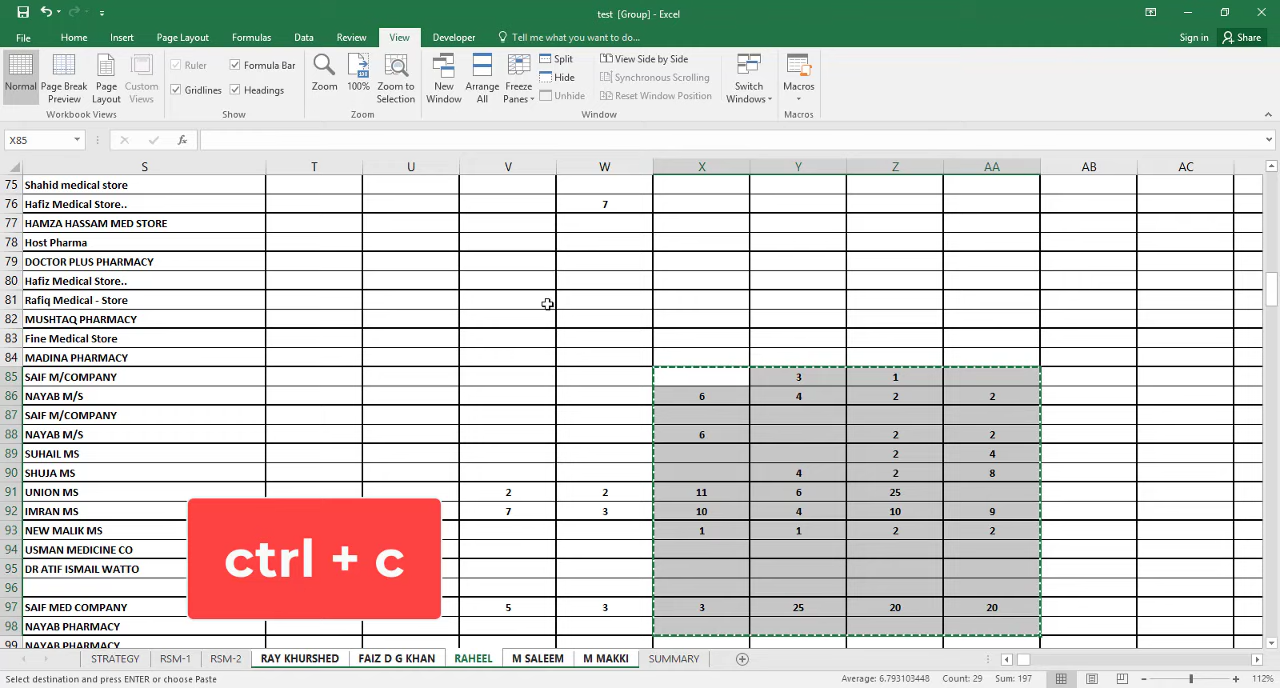 test [Group] - Excel
File Home Insert Page Layout Formulas Data Review View Developer Tell me what you want to do... Sign in Share
Normal Page Break Preview Page Layout Custom Views
Workbook Views
Ruler Formula Bar
Gridlines Headings
Show
Zoom 100% Zoom to Selection
Zoom
New Window Arrange All Freeze Panes
Split
Hide
Unhide
View Side by Side
Synchronous Scrolling
Reset Window Position
Switch Windows
Window
Macros
Macros
X85 fx
S T U V W X Y Z AA AB AC
75 Shahid medical store
76 Hafiz Medical Store.. 7
77 HAMZA HASSAM MED STORE
78 Host Pharma
79 DOCTOR PLUS PHARMACY
80 Hafiz Medical Store..
81 Rafiq Medical - Store
82 MUSHTAQ PHARMACY
83 Fine Medical Store
84 MADINA PHARMACY
85 SAIF M/COMPANY 3 1
86 NAYAB M/S 6 4 2 2
87 SAIF M/COMPANY
88 NAYAB M/S 6 2 2
89 SUHAIL MS 2 4
90 SHUJA MS 4 2 8
91 UNION MS 2 2 11 6 25
92 IMRAN MS 7 3 10 4 10 9
93 NEW MALIK MS 1 1 2 2
94 USMAN MEDICINE CO
95 DR ATIF ISMAIL WATTO
96
97 SAIF MED COMPANY 5 3 3 25 20 20
98 NAYAB PHARMACY
99 NAYAB PHARMACY
ctrl + c
STRATEGY RSM-1 RSM-2 RAY KHURSHED FAIZ D G KHAN RAHEEL M SALEEM M MAKKI SUMMARY
Select destination and press ENTER or choose Paste Average: 6.793103448 Count: 29 Sum: 197 112%